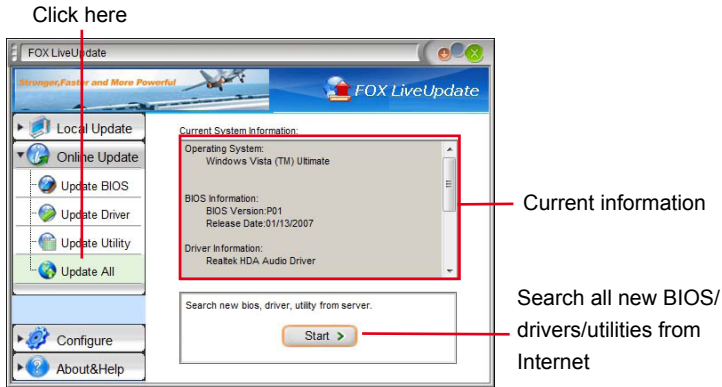 Click here
FOX LiveUpdate
Stronger,Faster and More Powerful
FOX LiveUpdate
Local Update
Online Update
Update BIOS
Update Driver
Update Utility
Update All
Configure
About&Help
Current System Information:
Operating System:
Windows Vista (TM) Ultimate
BIOS Information:
BIOS Version:P01
Release Date:01/13/2007
Driver Information:
Realtek HDA Audio Driver
Search new bios, driver, utility from server.
Start
Current information
Search all new BIOS/
drivers/utilities from
Internet